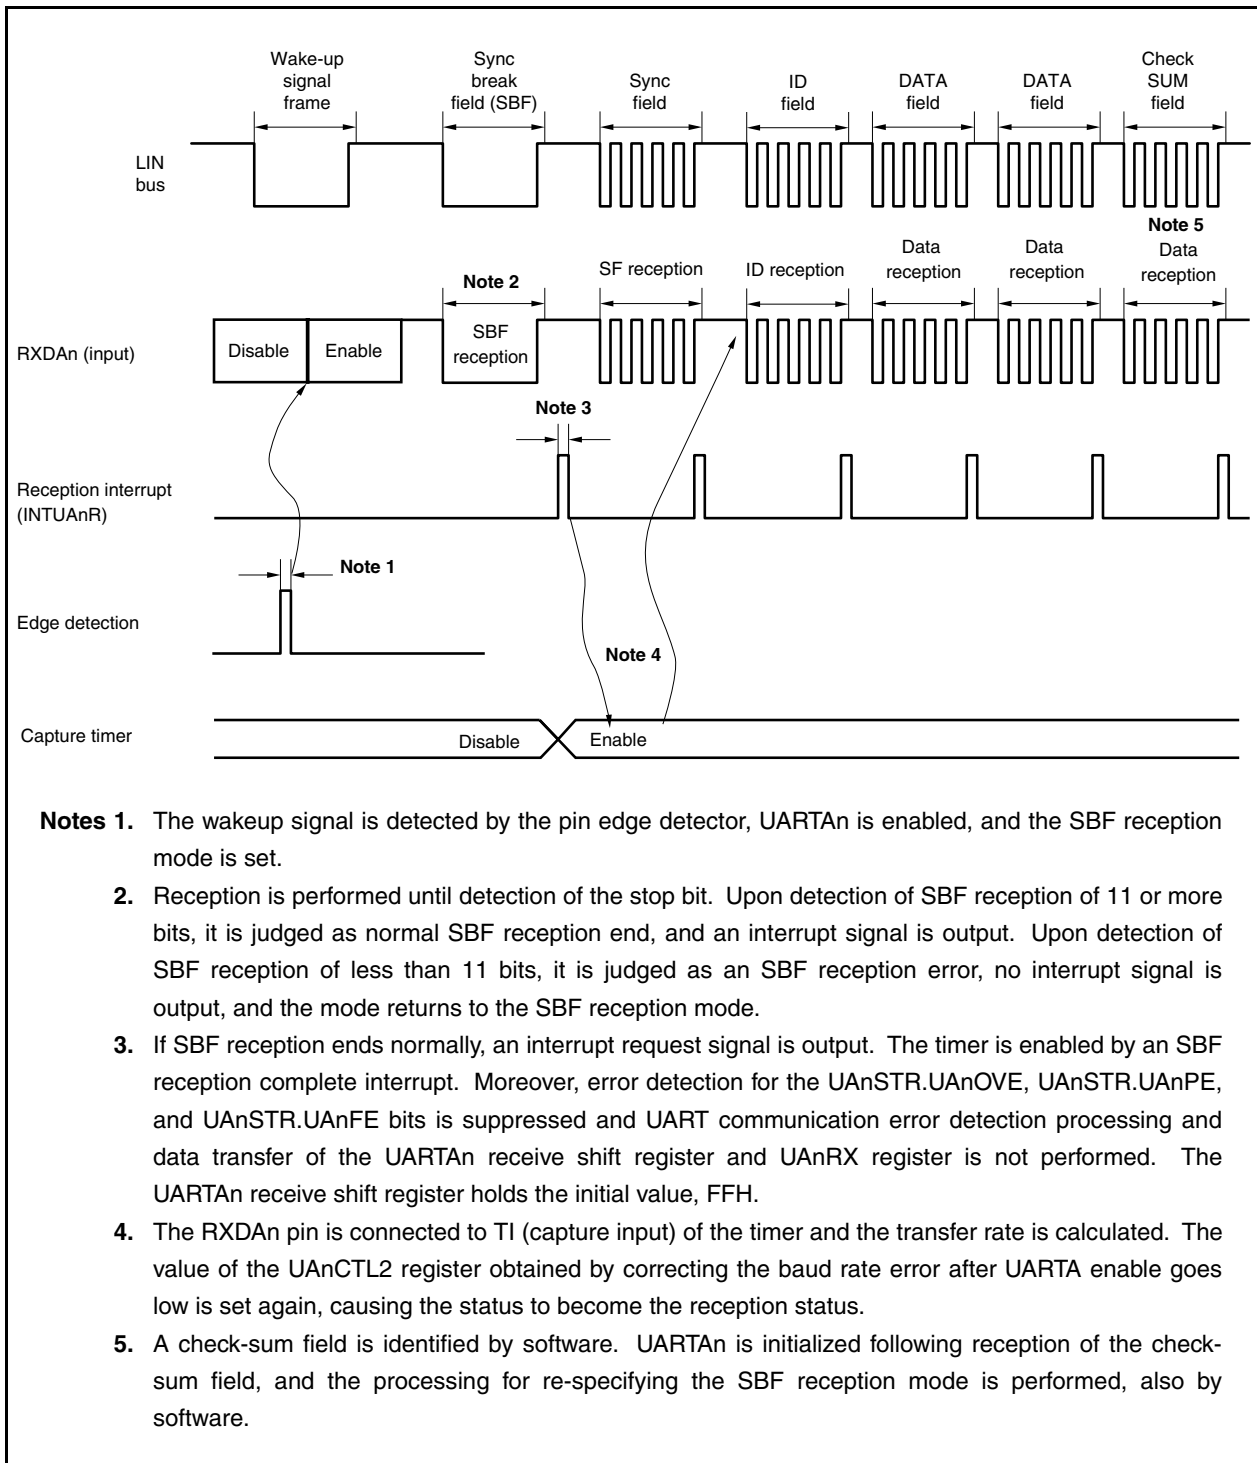 Wake-up
signal
frame
Sync
break
field (SBF)
Sync
field
ID
field
DATA
field
DATA
field
Check
SUM
field
LIN
bus
Note 5
Note 2
SF reception
ID reception
Data
reception
Data
reception
Data
reception
RXDAn (input)
Disable
Enable
SBF
reception
Note 3
Reception interrupt
(INTUAnR)
Note 1
Edge detection
Note 4
Capture timer
Disable
Enable
Notes 1. The wakeup signal is detected by the pin edge detector, UARTAn is enabled, and the SBF reception
mode is set.
2. Reception is performed until detection of the stop bit. Upon detection of SBF reception of 11 or more
bits, it is judged as normal SBF reception end, and an interrupt signal is output. Upon detection of
SBF reception of less than 11 bits, it is judged as an SBF reception error, no interrupt signal is
output, and the mode returns to the SBF reception mode.
3. If SBF reception ends normally, an interrupt request signal is output. The timer is enabled by an SBF
reception complete interrupt. Moreover, error detection for the UAnSTR.UAnOVE, UAnSTR.UAnPE,
and UAnSTR.UAnFE bits is suppressed and UART communication error detection processing and
data transfer of the UARTAn receive shift register and UAnRX register is not performed. The
UARTAn receive shift register holds the initial value, FFH.
4. The RXDAn pin is connected to TI (capture input) of the timer and the transfer rate is calculated. The
value of the UAnCTL2 register obtained by correcting the baud rate error after UARTA enable goes
low is set again, causing the status to become the reception status.
5. A check-sum field is identified by software. UARTAn is initialized following reception of the check-
sum field, and the processing for re-specifying the SBF reception mode is performed, also by
software.